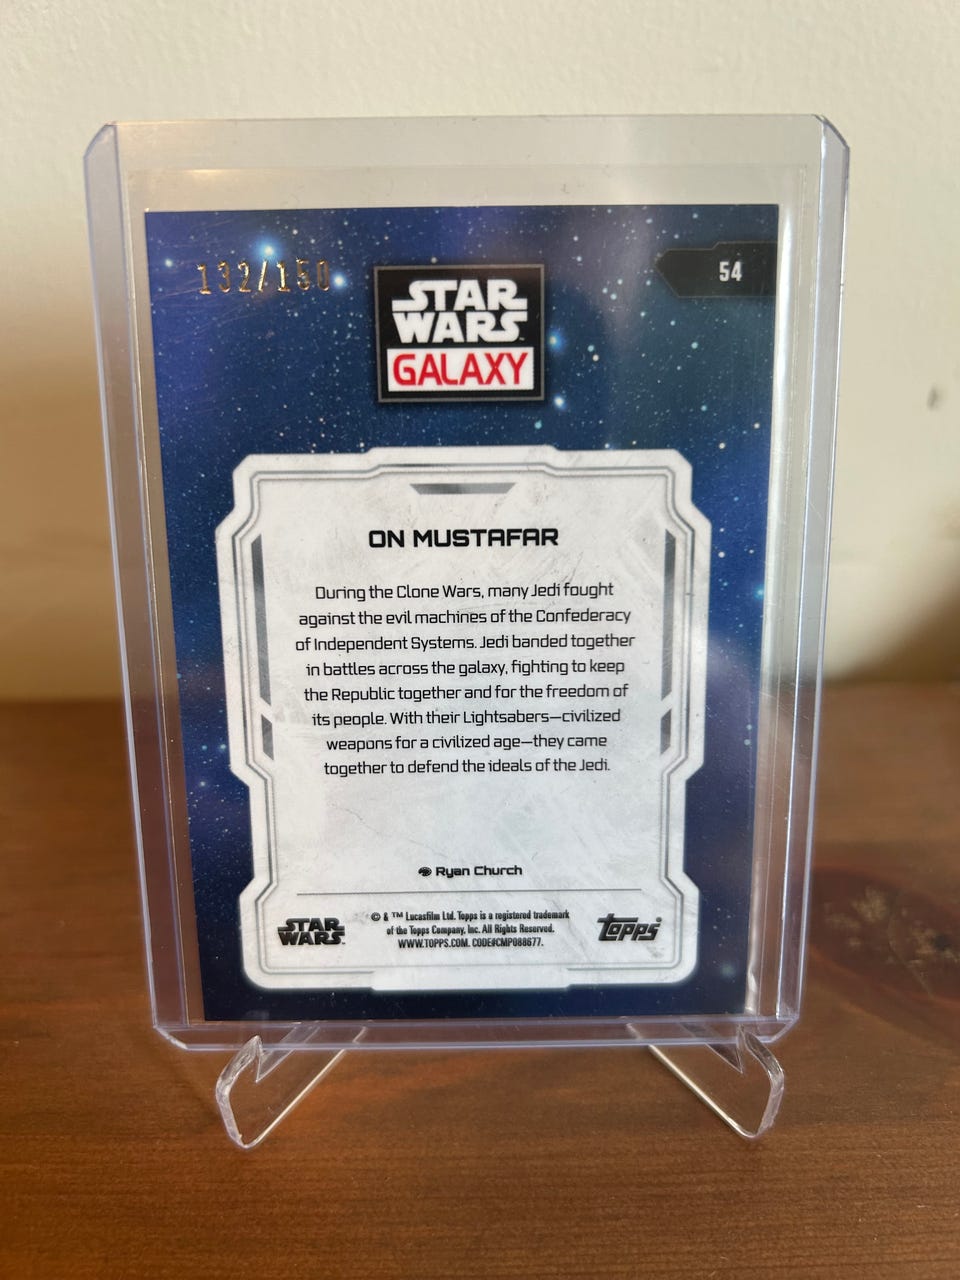 132/150
54
STAR
WARS
GALAXY
ON MUSTAFAR
During the Clone Wars, many Jedi fought
against the evil machines of the Confederacy
of Independent Systems. Jedi banded together
in battles across the galaxy, fighting to keep
the Republic together and for the freedom of
its people. With their Lightsabers—civilized
weapons for a civilized age—they came
together to defend the ideals of the Jedi.
Ryan Church
STAR
WARS
© & ™ Lucasfilm Ltd. Topps is a registered trademark
of the Topps Company, Inc. All Rights Reserved.
WWW.TOPPS.COM. CODE#CMP088677.
Topps